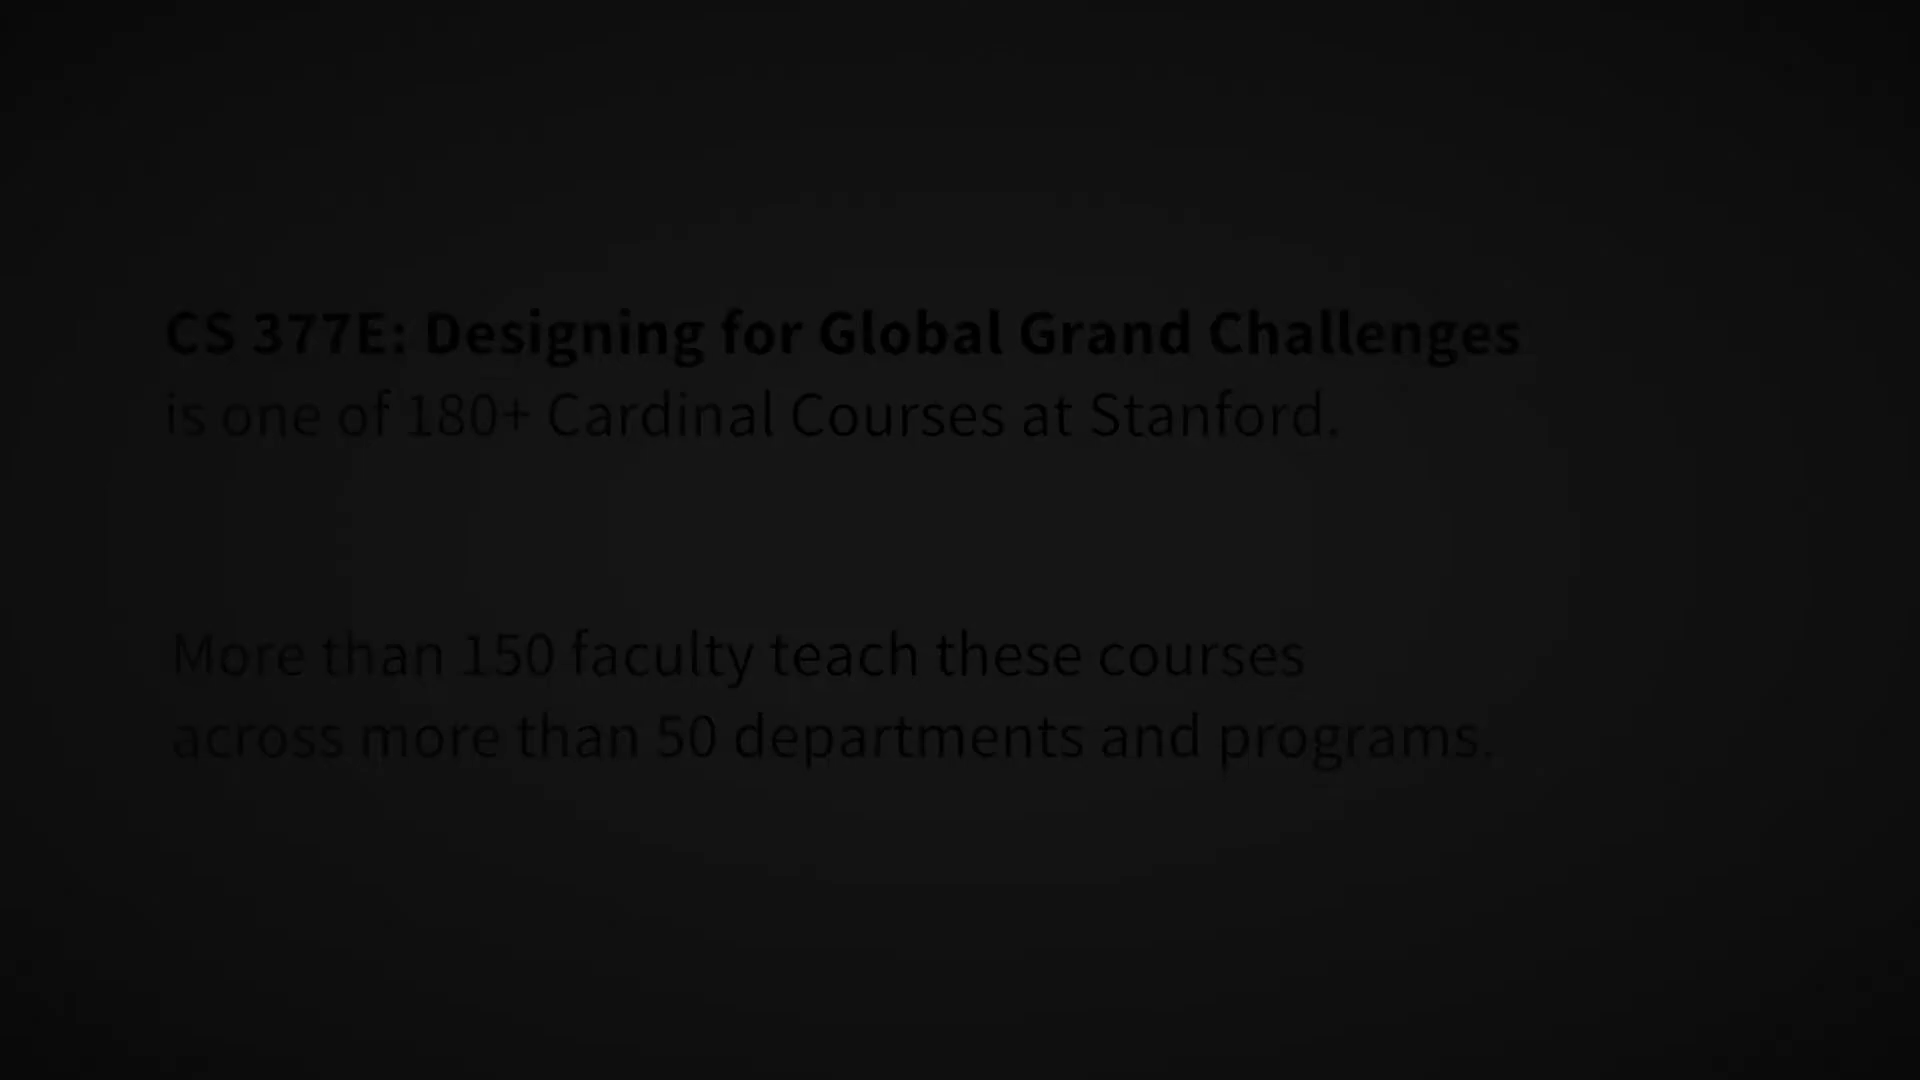 CS 377E: Designing for Global Grand Challenges
is one of 180+ Cardinal Courses at Stanford.
More than 150 faculty teach these courses
across more than 50 departments and programs.